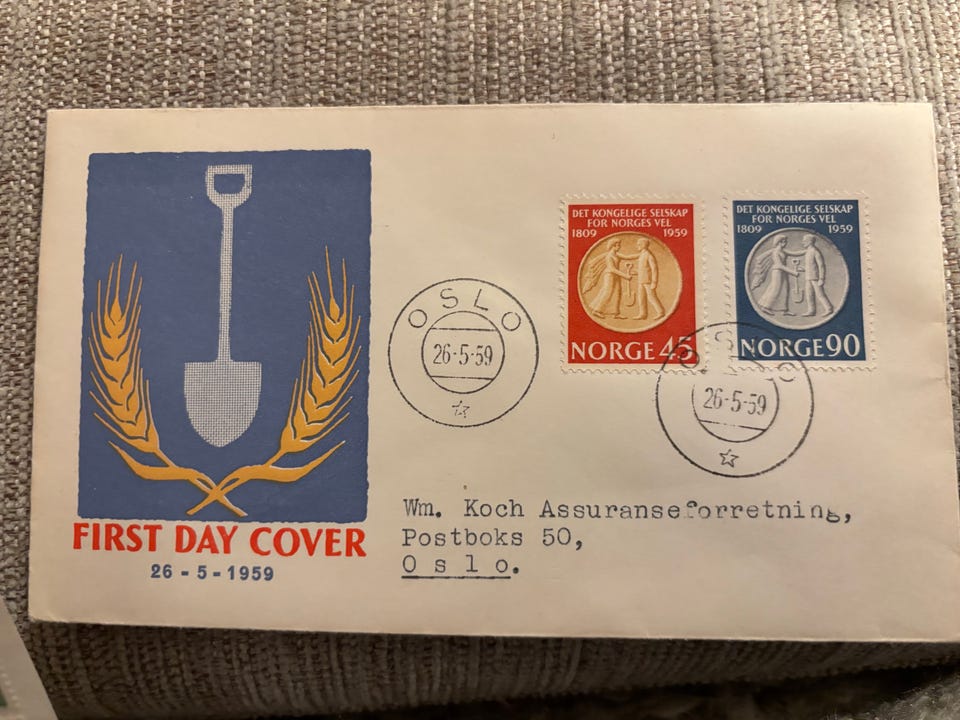 DET KONGELIGE SELSKAP
FOR NORGES VEL
1809 1959
NORGE 45
DET KONGELIGE SELSKAP
FOR NORGES VEL
1809 1959
NORGE 90
OSLO
26-5-59
OSLO
26-5-59
FIRST DAY COVER
26-5-1959
Wm. Koch Assuranseforretning,
Postboks 50,
Oslo.